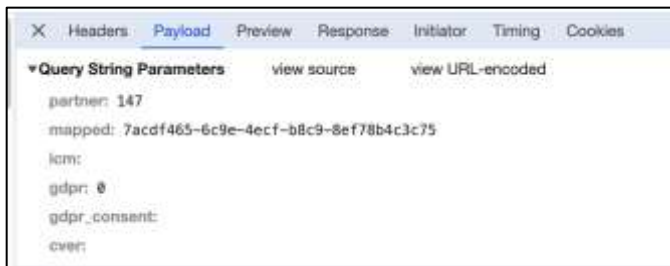 Headers Payload Preview Response Initiator Timing Cookies
▾Query String Parameters view source view URL-encoded
partner: 147
mapped: 7acdf465-6c9e-4ecf-b8c9-8ef78b4c3c75
icm:
gdpr: 0
gdpr_consent:
cver: